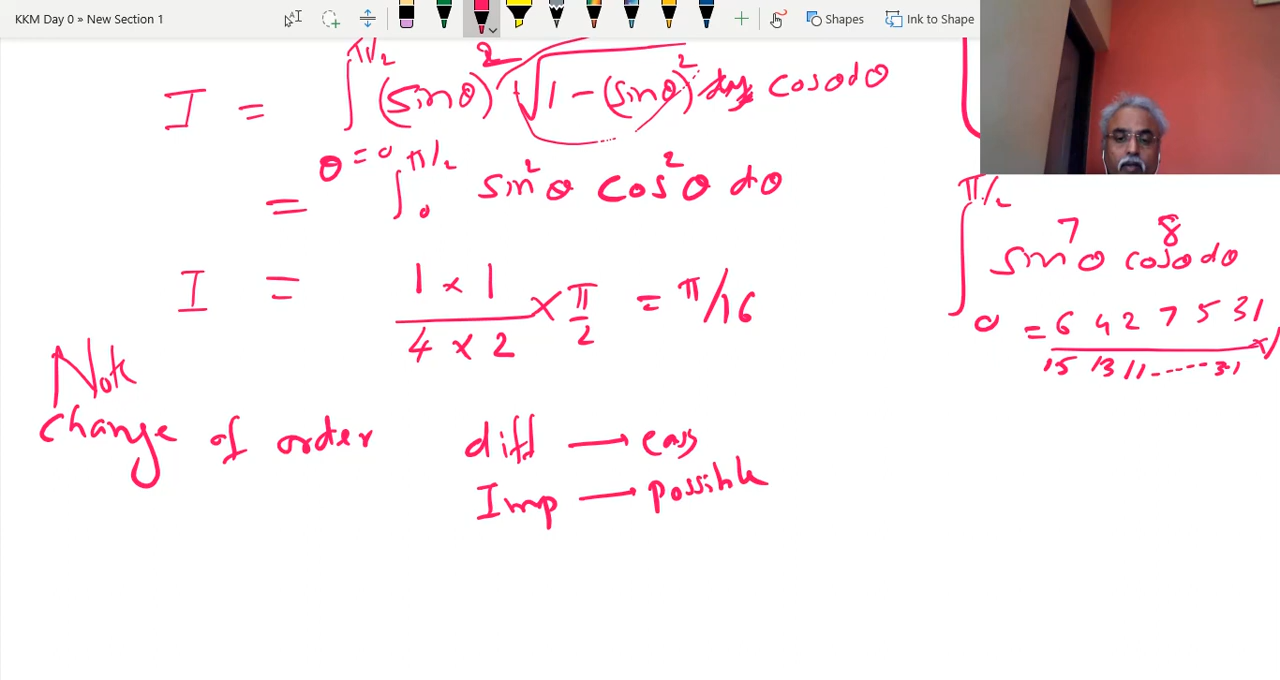 KKM Day 0 » New Section 1
Shapes
Ink to Shape
I = ∫ π/2 θ = 0 (sinθ)² √1 - (sinθ)² cosθdθ
= ∫ π/2 0 sin²θ cos²θ dθ
I = 1 × 1 / 4 × 2 × π/2 = π/16
∫ π/2 0 sin⁷θ cos⁸θ dθ
= 6 4 2 7 5 3 1 / 15 13 11 ----- 3·1 ×1
Note
change of order
diff → easy
Imp → possible